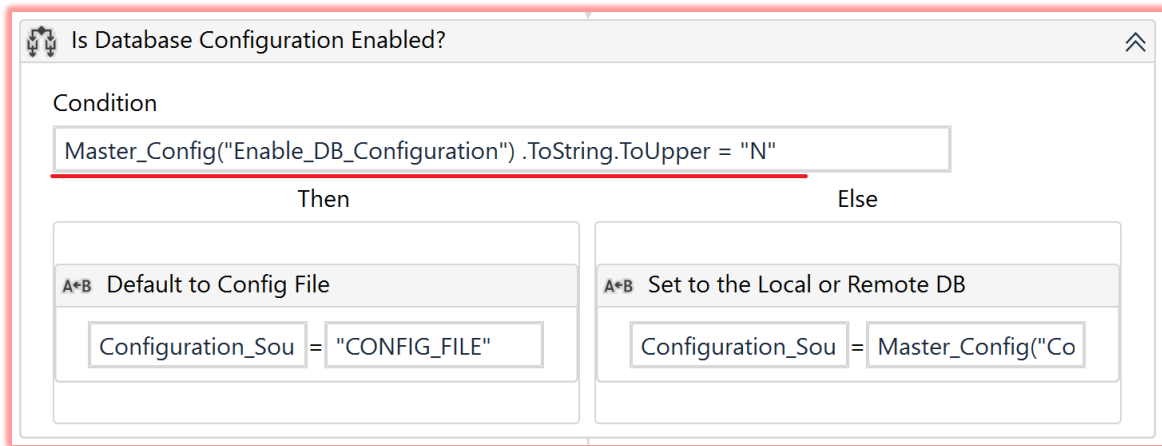 Is Database Configuration Enabled?
Condition
Master_Config("Enable_DB_Configuration") .ToString.ToUpper = "N"
Then
Else
A←B Default to Config File
Configuration_Sou = "CONFIG_FILE"
A←B Set to the Local or Remote DB
Configuration_Sou = Master_Config("Co